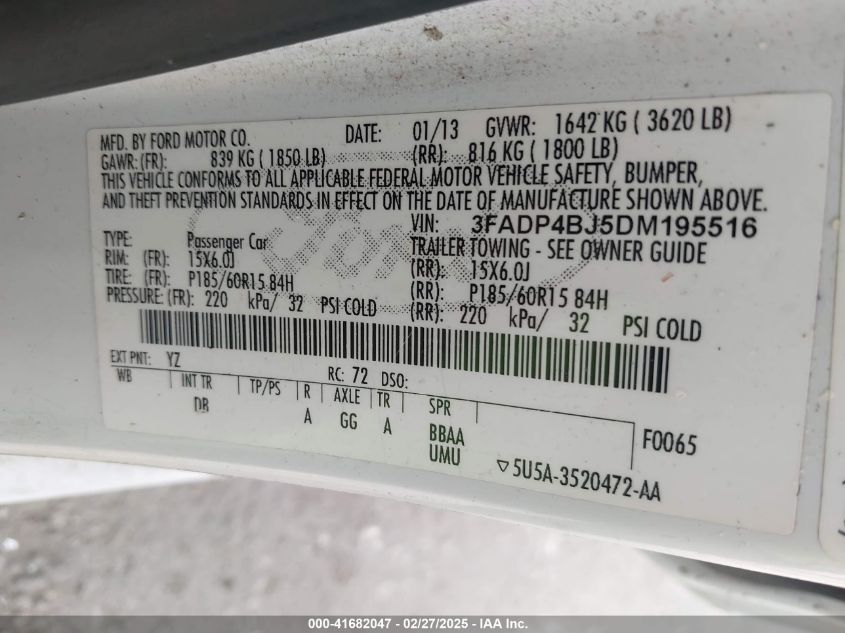 MFD. BY FORD MOTOR CO. DATE: 01/13 GVWR: 1642 KG ( 3620 LB)
GAWR: (FR): 839 KG ( 1850 LB) (RR): 816 KG ( 1800 LB)
THIS VEHICLE CONFORMS TO ALL APPLICABLE FEDERAL MOTOR VEHICLE SAFETY, BUMPER,
AND THEFT PREVENTION STANDARDS IN EFFECT ON THE DATE OF MANUFACTURE SHOWN ABOVE.
VIN: 3FADP4BJ5DM195516
TYPE: Passenger Car TRAILER TOWING - SEE OWNER GUIDE
RIM: (FR): 15X6.0J (RR): 15X6.0J
TIRE: (FR): P185/60R15 84H (RR): P185/60R15 84H
PRESSURE: (FR): 220 kPa/ 32 PSI COLD (RR): 220 kPa/ 32 PSI COLD
EXT PNT: YZ RC: 72 DSO:
WB INT TR TP/PS R AXLE TR SPR
DB A GG A BBAA F0065
UMU ▽5U5A-3520472-AA
Ford
000-41682047 - 02/27/2025 - IAA Inc.